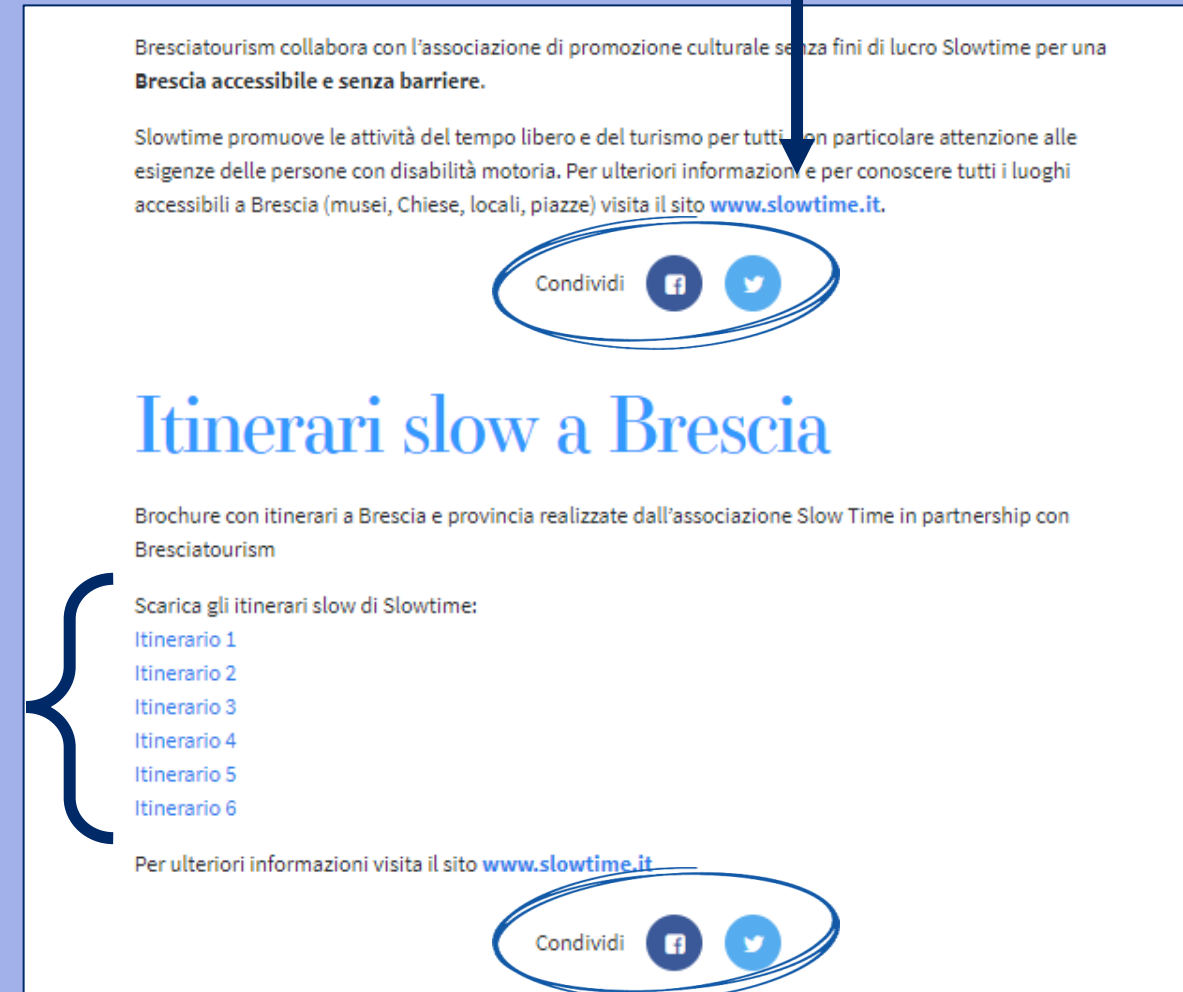 Bresciatourism collabora con l'associazione di promozione culturale senza fini di lucro Slowtime per una
Brescia accessibile e senza barriere.
Slowtime promuove le attività del tempo libero e del turismo per tutti, con particolare attenzione alle
esigenze delle persone con disabilità motoria. Per ulteriori informazioni e per conoscere tutti i luoghi
accessibili a Brescia (musei, Chiese, locali, piazze) visita il sito www.slowtime.it.
Condividi
Itinerari slow a Brescia
Brochure con itinerari a Brescia e provincia realizzate dall'associazione Slow Time in partnership con
Bresciatourism
Scarica gli itinerari slow di Slowtime:
Itinerario 1
Itinerario 2
Itinerario 3
Itinerario 4
Itinerario 5
Itinerario 6
Per ulteriori informazioni visita il sito www.slowtime.it
Condividi